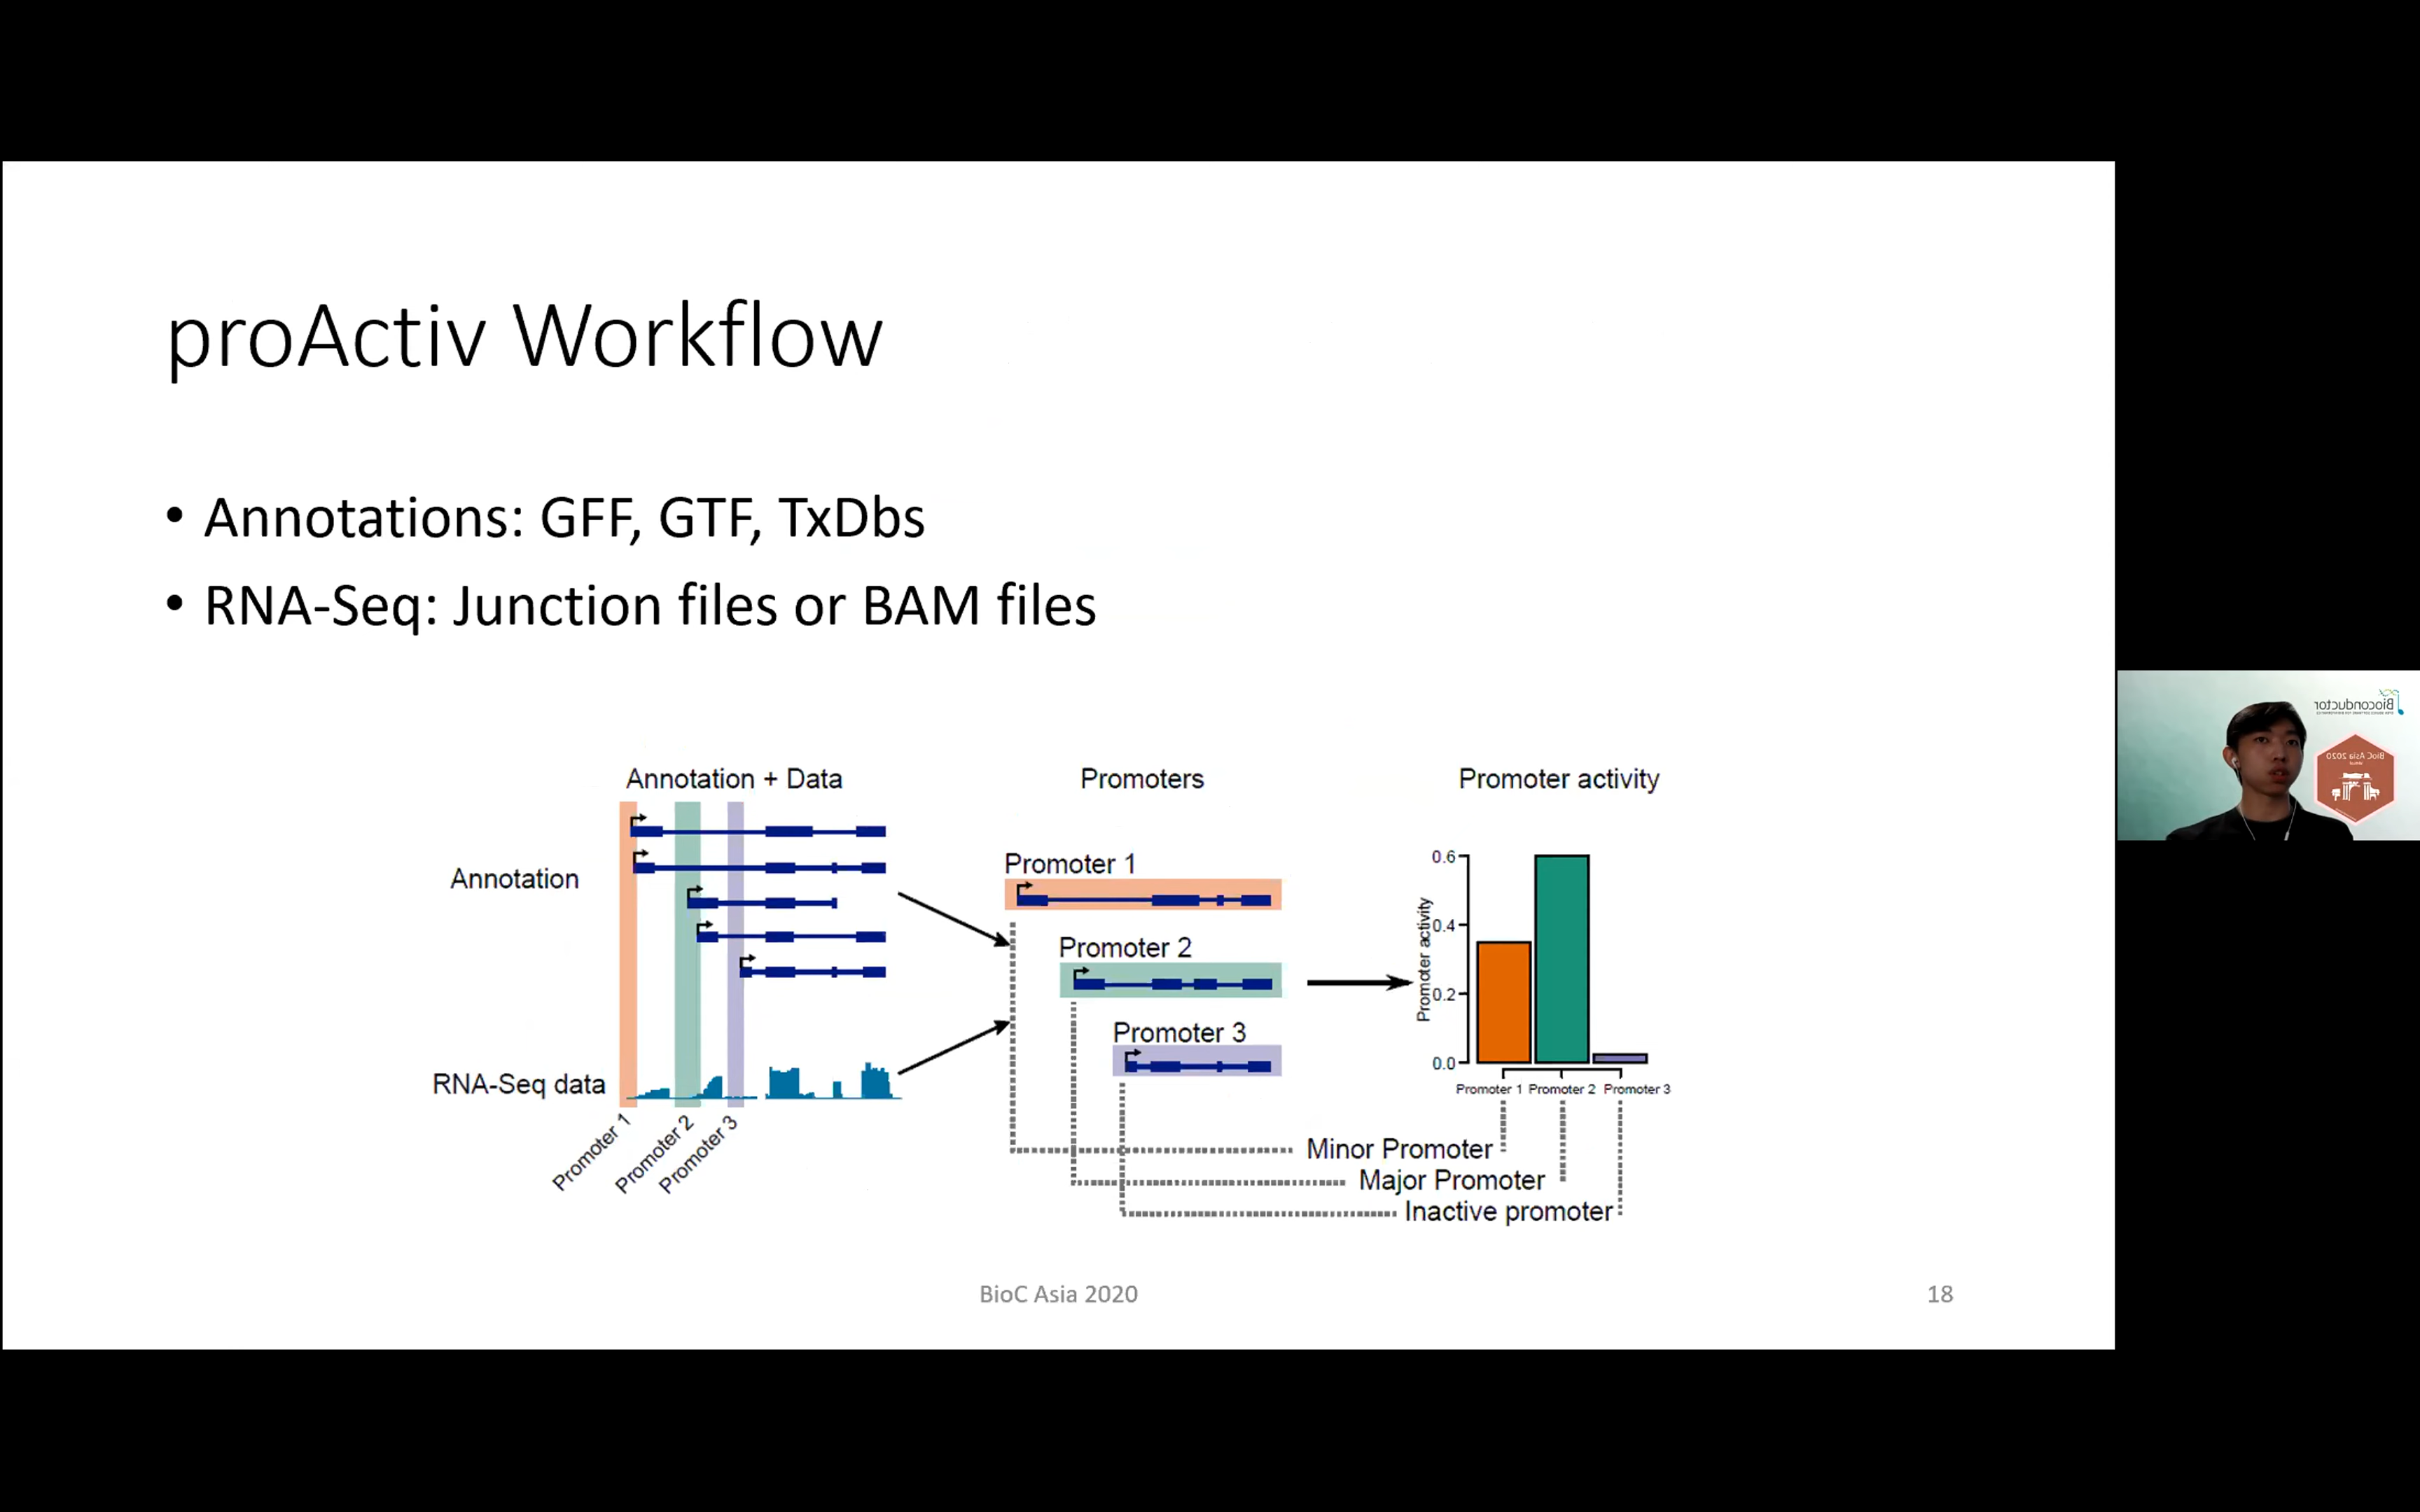 proActiv Workflow
• Annotations: GFF, GTF, TxDbs
• RNA-Seq: Junction files or BAM files
Annotation + Data
Promoters
Promoter activity
Annotation
RNA-Seq data
Promoter 1
Promoter 2
Promoter 3
Promoter 1
Promoter 2
Promoter 3
Promoter activity
0.6
0.4
0.2
0.0
Promoter 1 Promoter 2 Promoter 3
Minor Promoter
Major Promoter
Inactive promoter
BioC Asia 2020
18
Bioconductor
BioC Asia 2020